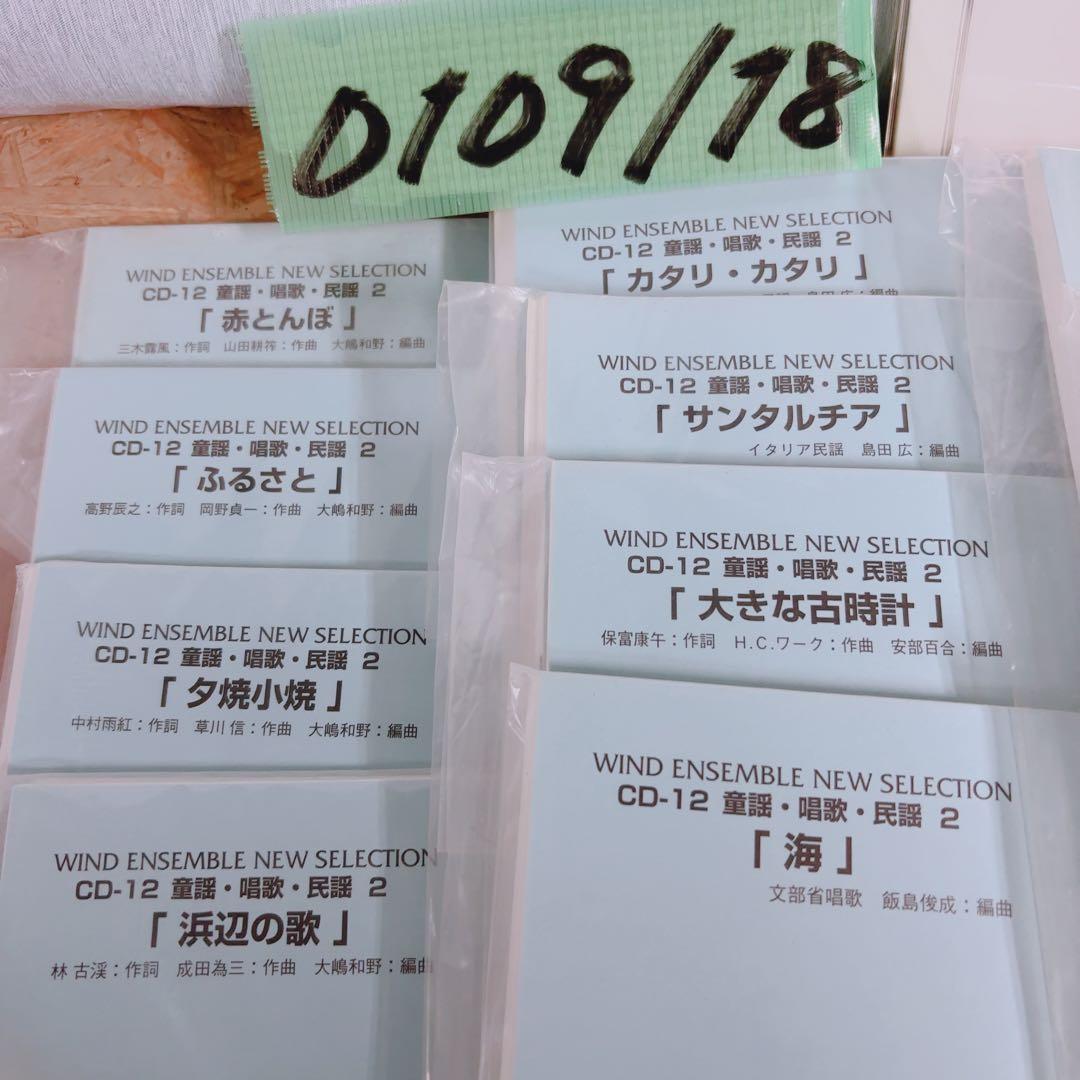 0109/18
WIND ENSEMBLE NEW SELECTION
CD-12 童謡・唱歌・民謡 2
「 赤とんぼ 」
三木露風：作詞 山田耕筰：作曲 大嶋和野：編曲
WIND ENSEMBLE NEW SELECTION
CD-12 童謡・唱歌・民謡 2
「 ふるさと 」
高野辰之：作詞 岡野貞一：作曲 大嶋和野：編曲
WIND ENSEMBLE NEW SELECTION
CD-12 童謡・唱歌・民謡 2
「 夕焼小焼 」
中村雨紅：作詞 草川 信：作曲 大嶋和野：編曲
WIND ENSEMBLE NEW SELECTION
CD-12 童謡・唱歌・民謡 2
「 浜辺の歌 」
林 古渓：作詞 成田為三：作曲 大嶋和野：編曲
WIND ENSEMBLE NEW SELECTION
CD-12 童謡・唱歌・民謡 2
「 カタリ・カタリ 」
島田 広：編曲
WIND ENSEMBLE NEW SELECTION
CD-12 童謡・唱歌・民謡 2
「 サンタルチア 」
イタリア民謡 島田 広：編曲
WIND ENSEMBLE NEW SELECTION
CD-12 童謡・唱歌・民謡 2
「 大きな古時計 」
保富康午：作詞 H.C.ワーク：作曲 安部百合：編曲
WIND ENSEMBLE NEW SELECTION
CD-12 童謡・唱歌・民謡 2
「 海 」
文部省唱歌 飯島俊成：編曲